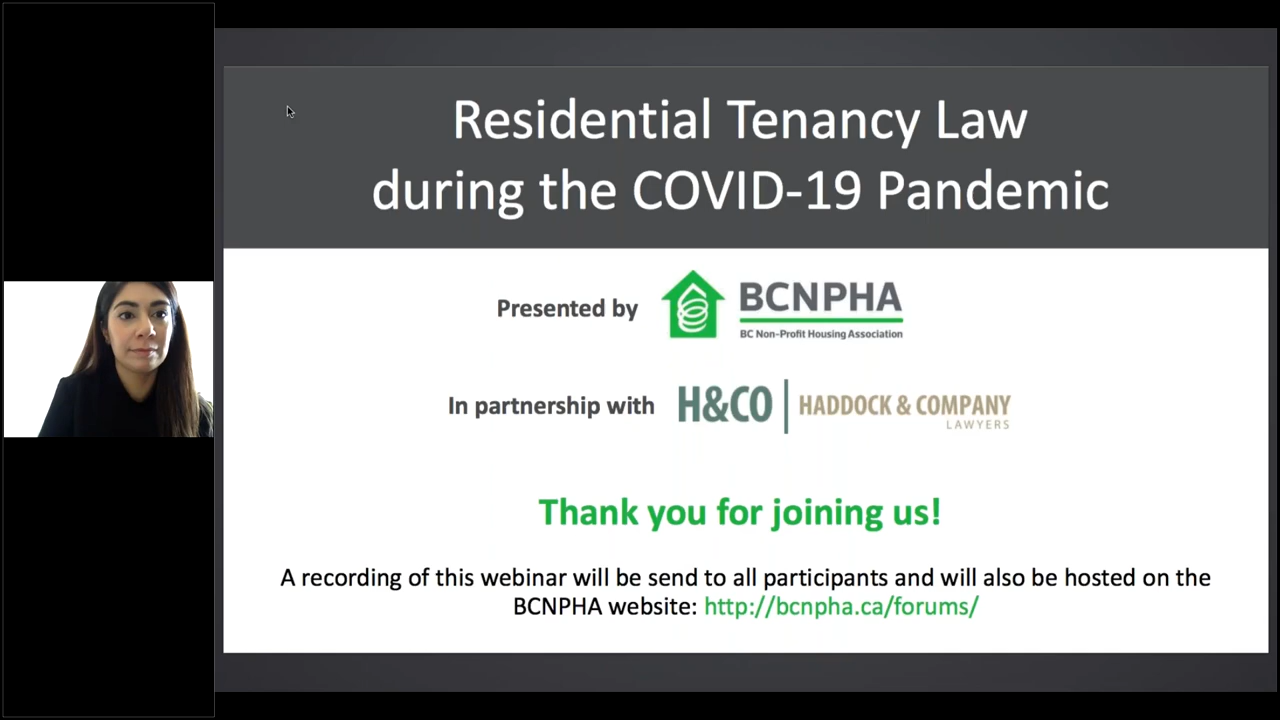 Residential Tenancy Law
during the COVID-19 Pandemic
Presented by
BCNPHA
BC Non-Profit Housing Association
In partnership with
H&CO
HADDOCK & COMPANY
LAWYERS
Thank you for joining us!
A recording of this webinar will be send to all participants and will also be hosted on the
BCNPHA website: http://bcnpha.ca/forums/